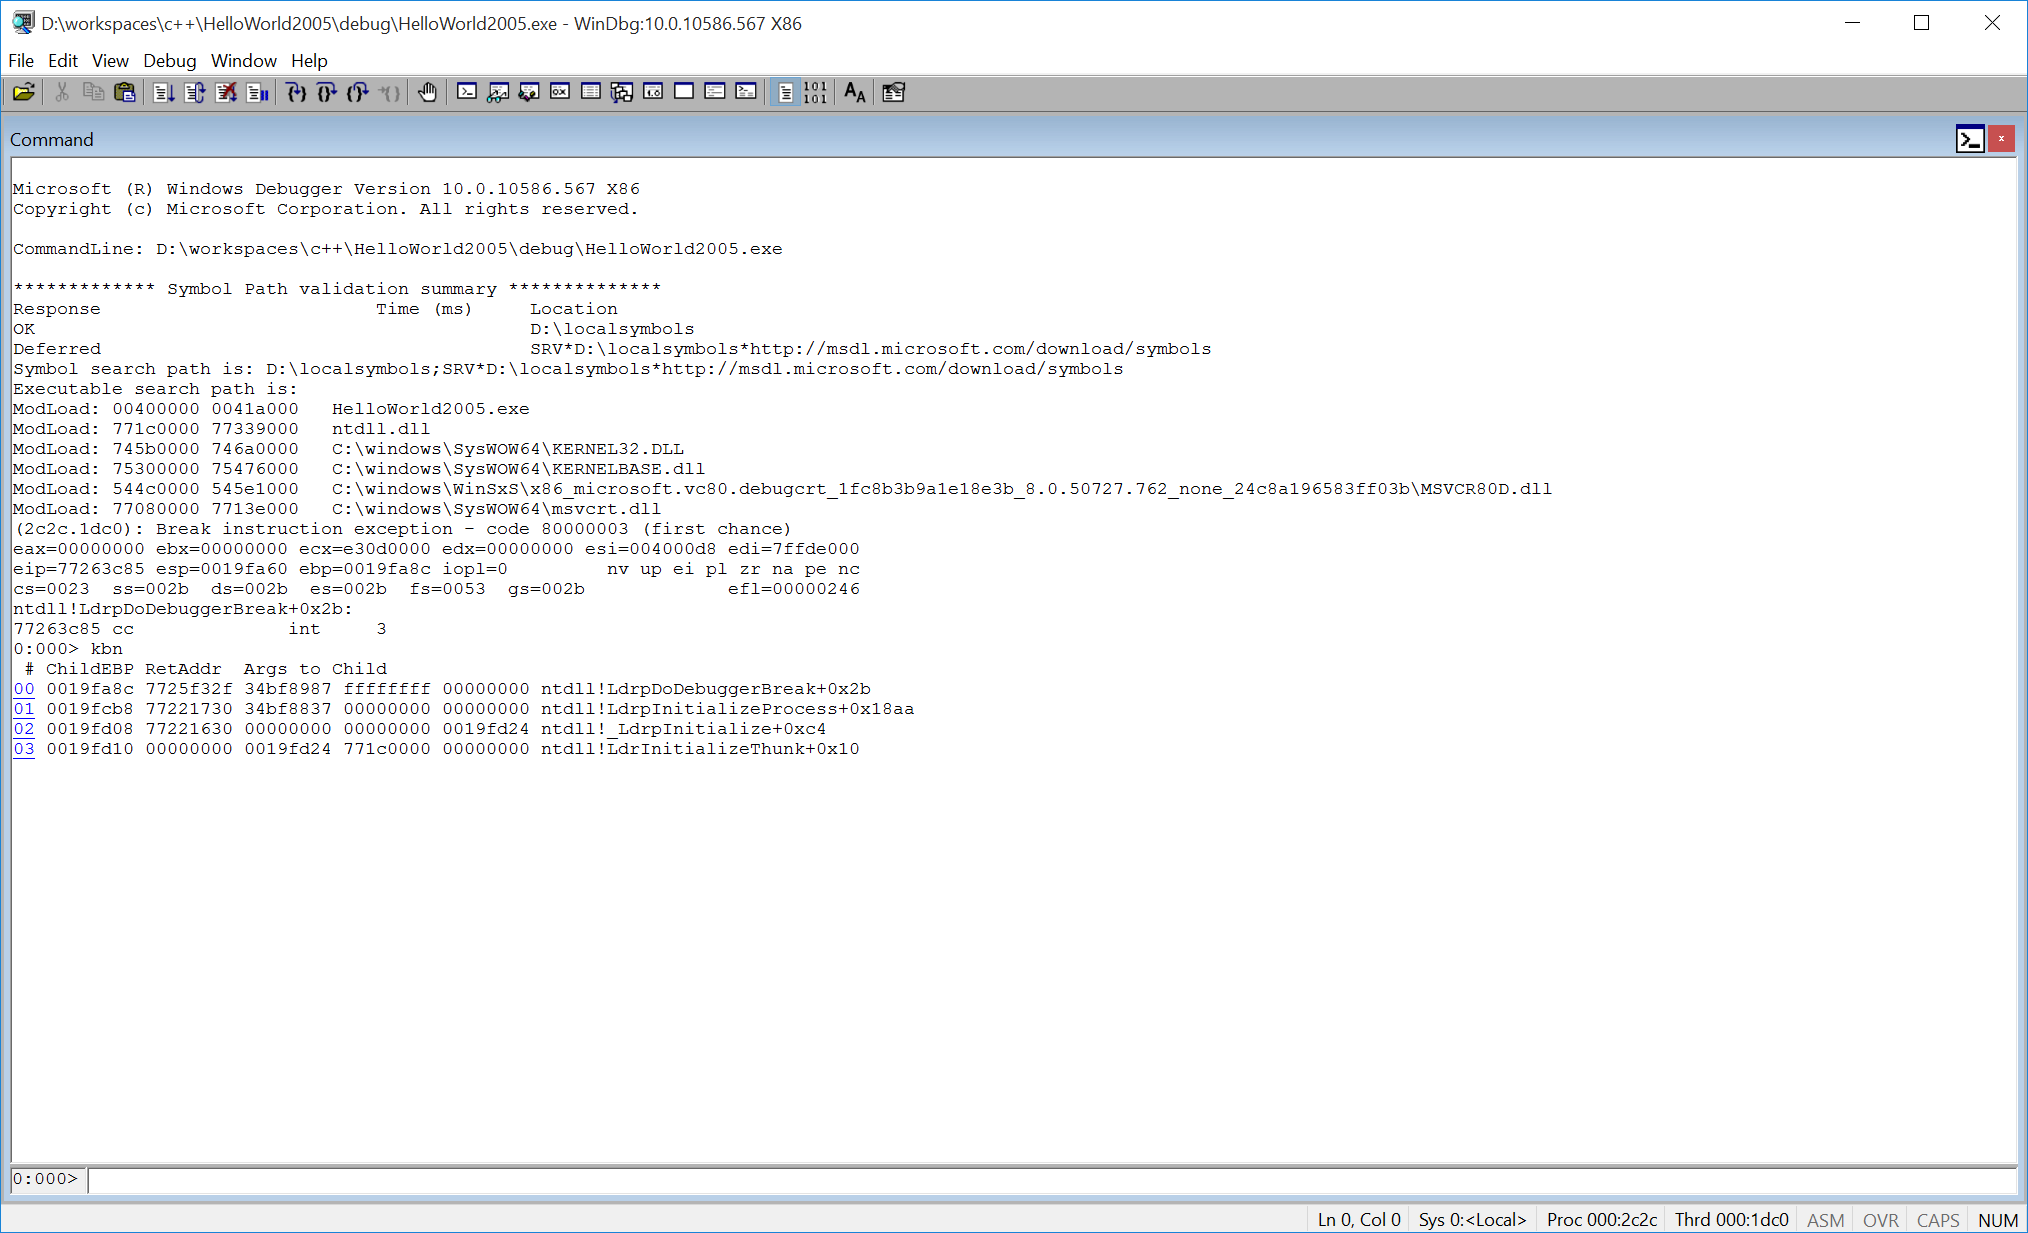 D:\workspaces\c++\HelloWorld2005\debug\HelloWorld2005.exe - WinDbg:10.0.10586.567 X86
File Edit View Debug Window Help
101
101
AA
Command
Microsoft (R) Windows Debugger Version 10.0.10586.567 X86
Copyright (c) Microsoft Corporation. All rights reserved.
CommandLine: D:\workspaces\c++\HelloWorld2005\debug\HelloWorld2005.exe
************* Symbol Path validation summary **************
Response Time (ms) Location
OK D:\localsymbols
Deferred SRV*D:\localsymbols*http://msdl.microsoft.com/download/symbols
Symbol search path is: D:\localsymbols;SRV*D:\localsymbols*http://msdl.microsoft.com/download/symbols
Executable search path is:
ModLoad: 00400000 0041a000 HelloWorld2005.exe
ModLoad: 771c0000 77339000 ntdll.dll
ModLoad: 745b0000 746a0000 C:\windows\SysWOW64\KERNEL32.DLL
ModLoad: 75300000 75476000 C:\windows\SysWOW64\KERNELBASE.dll
ModLoad: 544c0000 545e1000 C:\windows\WinSxS\x86_microsoft.vc80.debugcrt_1fc8b3b9a1e18e3b_8.0.50727.762_none_24c8a196583ff03b\MSVCR80D.dll
ModLoad: 77080000 7713e000 C:\windows\SysWOW64\msvcrt.dll
(2c2c.1dc0): Break instruction exception - code 80000003 (first chance)
eax=00000000 ebx=00000000 ecx=e30d0000 edx=00000000 esi=004000d8 edi=7ffde000
eip=77263c85 esp=0019fa60 ebp=0019fa8c iopl=0 nv up ei pl zr na pe nc
cs=0023 ss=002b ds=002b es=002b fs=0053 gs=002b efl=00000246
ntdll!LdrpDoDebuggerBreak+0x2b:
77263c85 cc int 3
0:000> kbn
# ChildEBP RetAddr Args to Child
00 0019fa8c 7725f32f 34bf8987 ffffffff 00000000 ntdll!LdrpDoDebuggerBreak+0x2b
01 0019fcb8 77221730 34bf8837 00000000 00000000 ntdll!LdrpInitializeProcess+0x18aa
02 0019fd08 77221630 00000000 00000000 0019fd24 ntdll!_LdrpInitialize+0xc4
03 0019fd10 00000000 0019fd24 771c0000 00000000 ntdll!LdrInitializeThunk+0x10
0:000>
Ln 0, Col 0 Sys 0:<Local> Proc 000:2c2c Thrd 000:1dc0 ASM OVR CAPS NUM